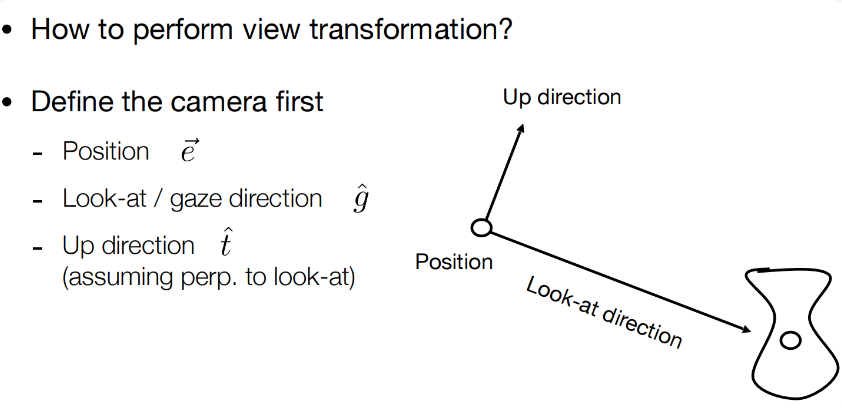 • How to perform view transformation?
• Define the camera first
- Position $\vec{e}$
- Look-at / gaze direction $\hat{g}$
- Up direction $\hat{t}$
(assuming perp. to look-at)
Up direction
Position
Look-at direction